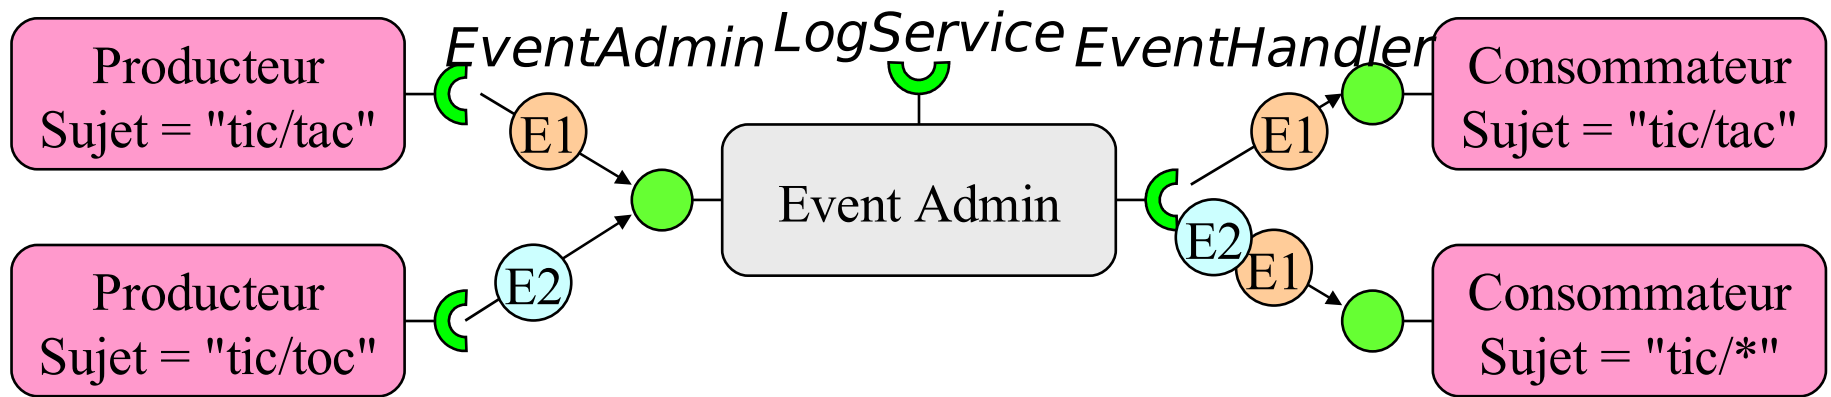 Producteur
Sujet = "tic/tac"
EventAdmin
LogService
EventHandler
Consommateur
Sujet = "tic/tac"
E1
E1
Event Admin
E2
E2
E1
Producteur
Sujet = "tic/toc"
Consommateur
Sujet = "tic/*"